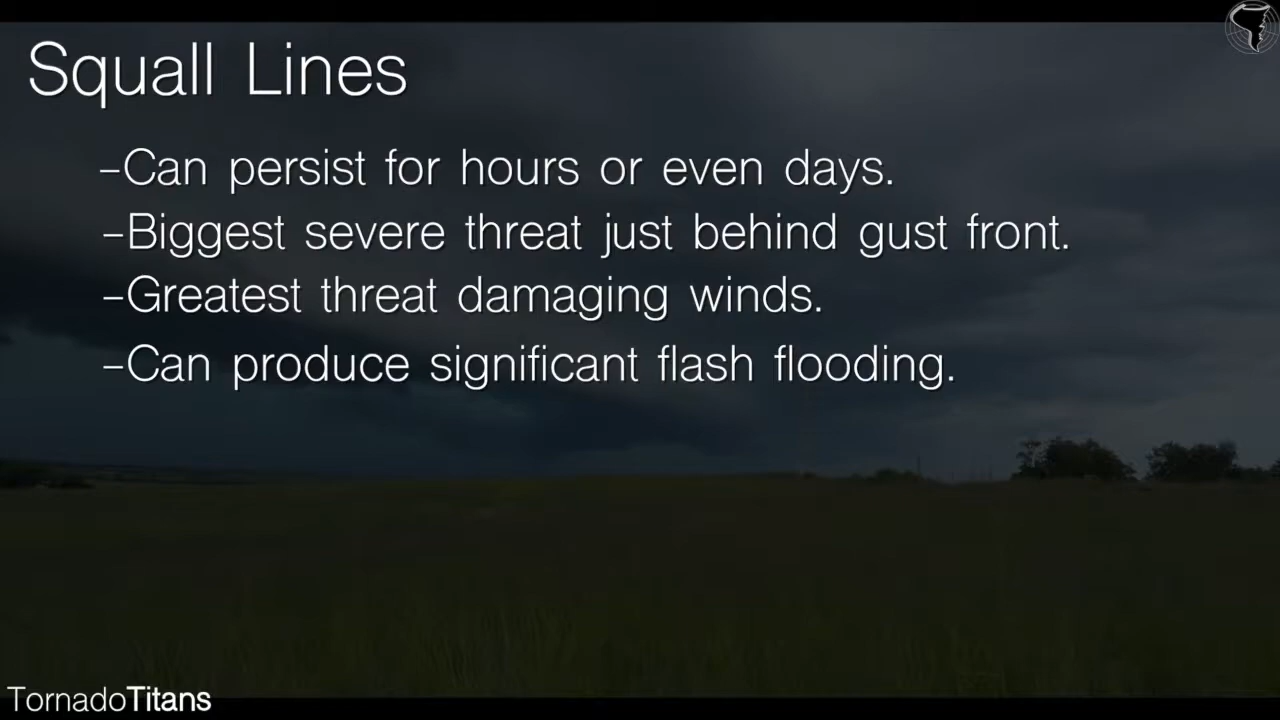 Squall Lines
-Can persist for hours or even days.
-Biggest severe threat just behind gust front.
-Greatest threat damaging winds.
-Can produce significant flash flooding.
TornadoTitans